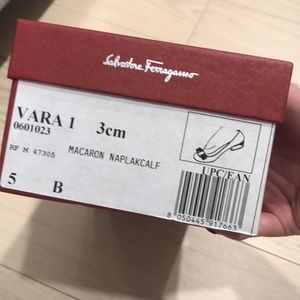 Salvatore Ferragamo
VARA 1 3cm
0601023
RF M 47305 MACARON NAPLAKCALF
5 B
UPC/EAN
8 050445 917663